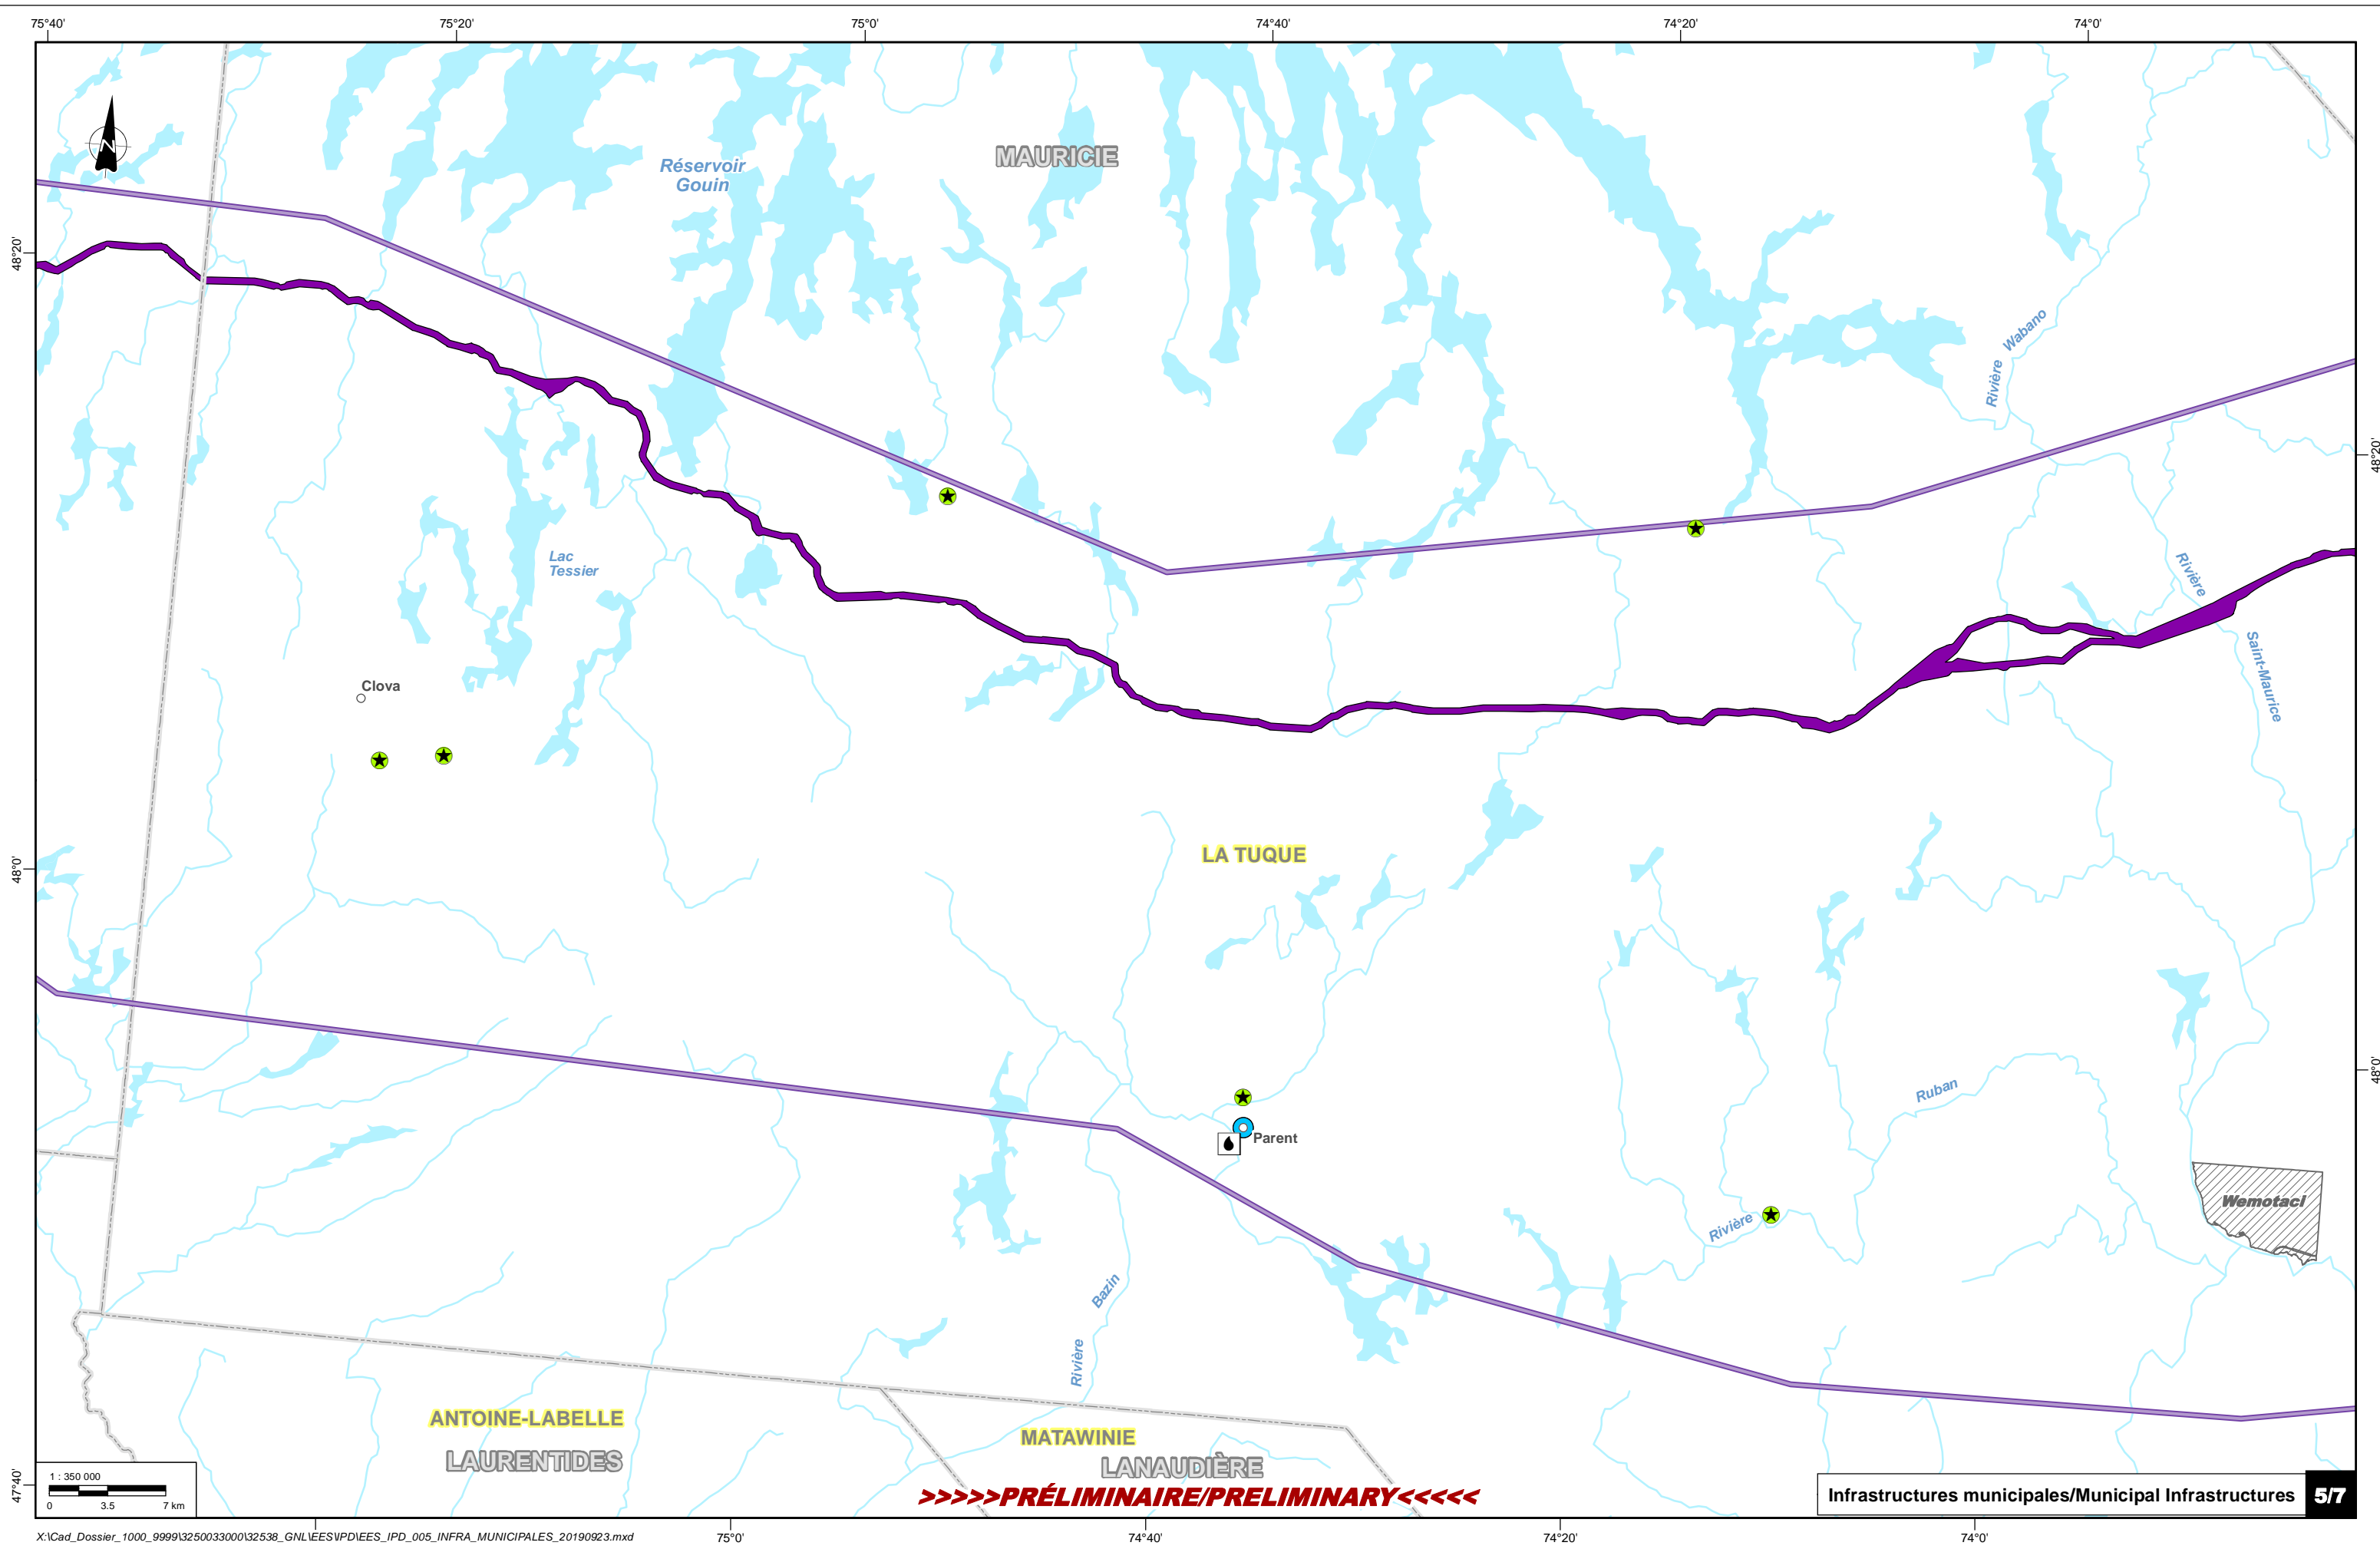 75°40'
75°20'
75°0'
74°40'
74°20'
74°0'
N
MAURICIE
Réservoir
Gouin
48°20'
Rivière Wabano
48°20'
Lac
Tessier
Rivière
Saint-Maurice
Clova
LA TUQUE
48°0'
48°0'
Ruban
Parent
Wemotaci
Rivière
Bazin
Rivière
ANTOINE-LABELLE
LAURENTIDES
MATAWINIE
LANAUDIÈRE
47°40'
1 : 350 000
0 3.5 7 km
>>>>>PRÉLIMINAIRE/PRELIMINARY<<<<<
Infrastructures municipales/Municipal Infrastructures 5/7
X:\Cad_Dossier_1000_9999\3250033000\32538_GNL\EES\IPD\EES_IPD_005_INFRA_MUNICIPALES_20190923.mxd
75°0'
74°40'
74°20'
74°0'